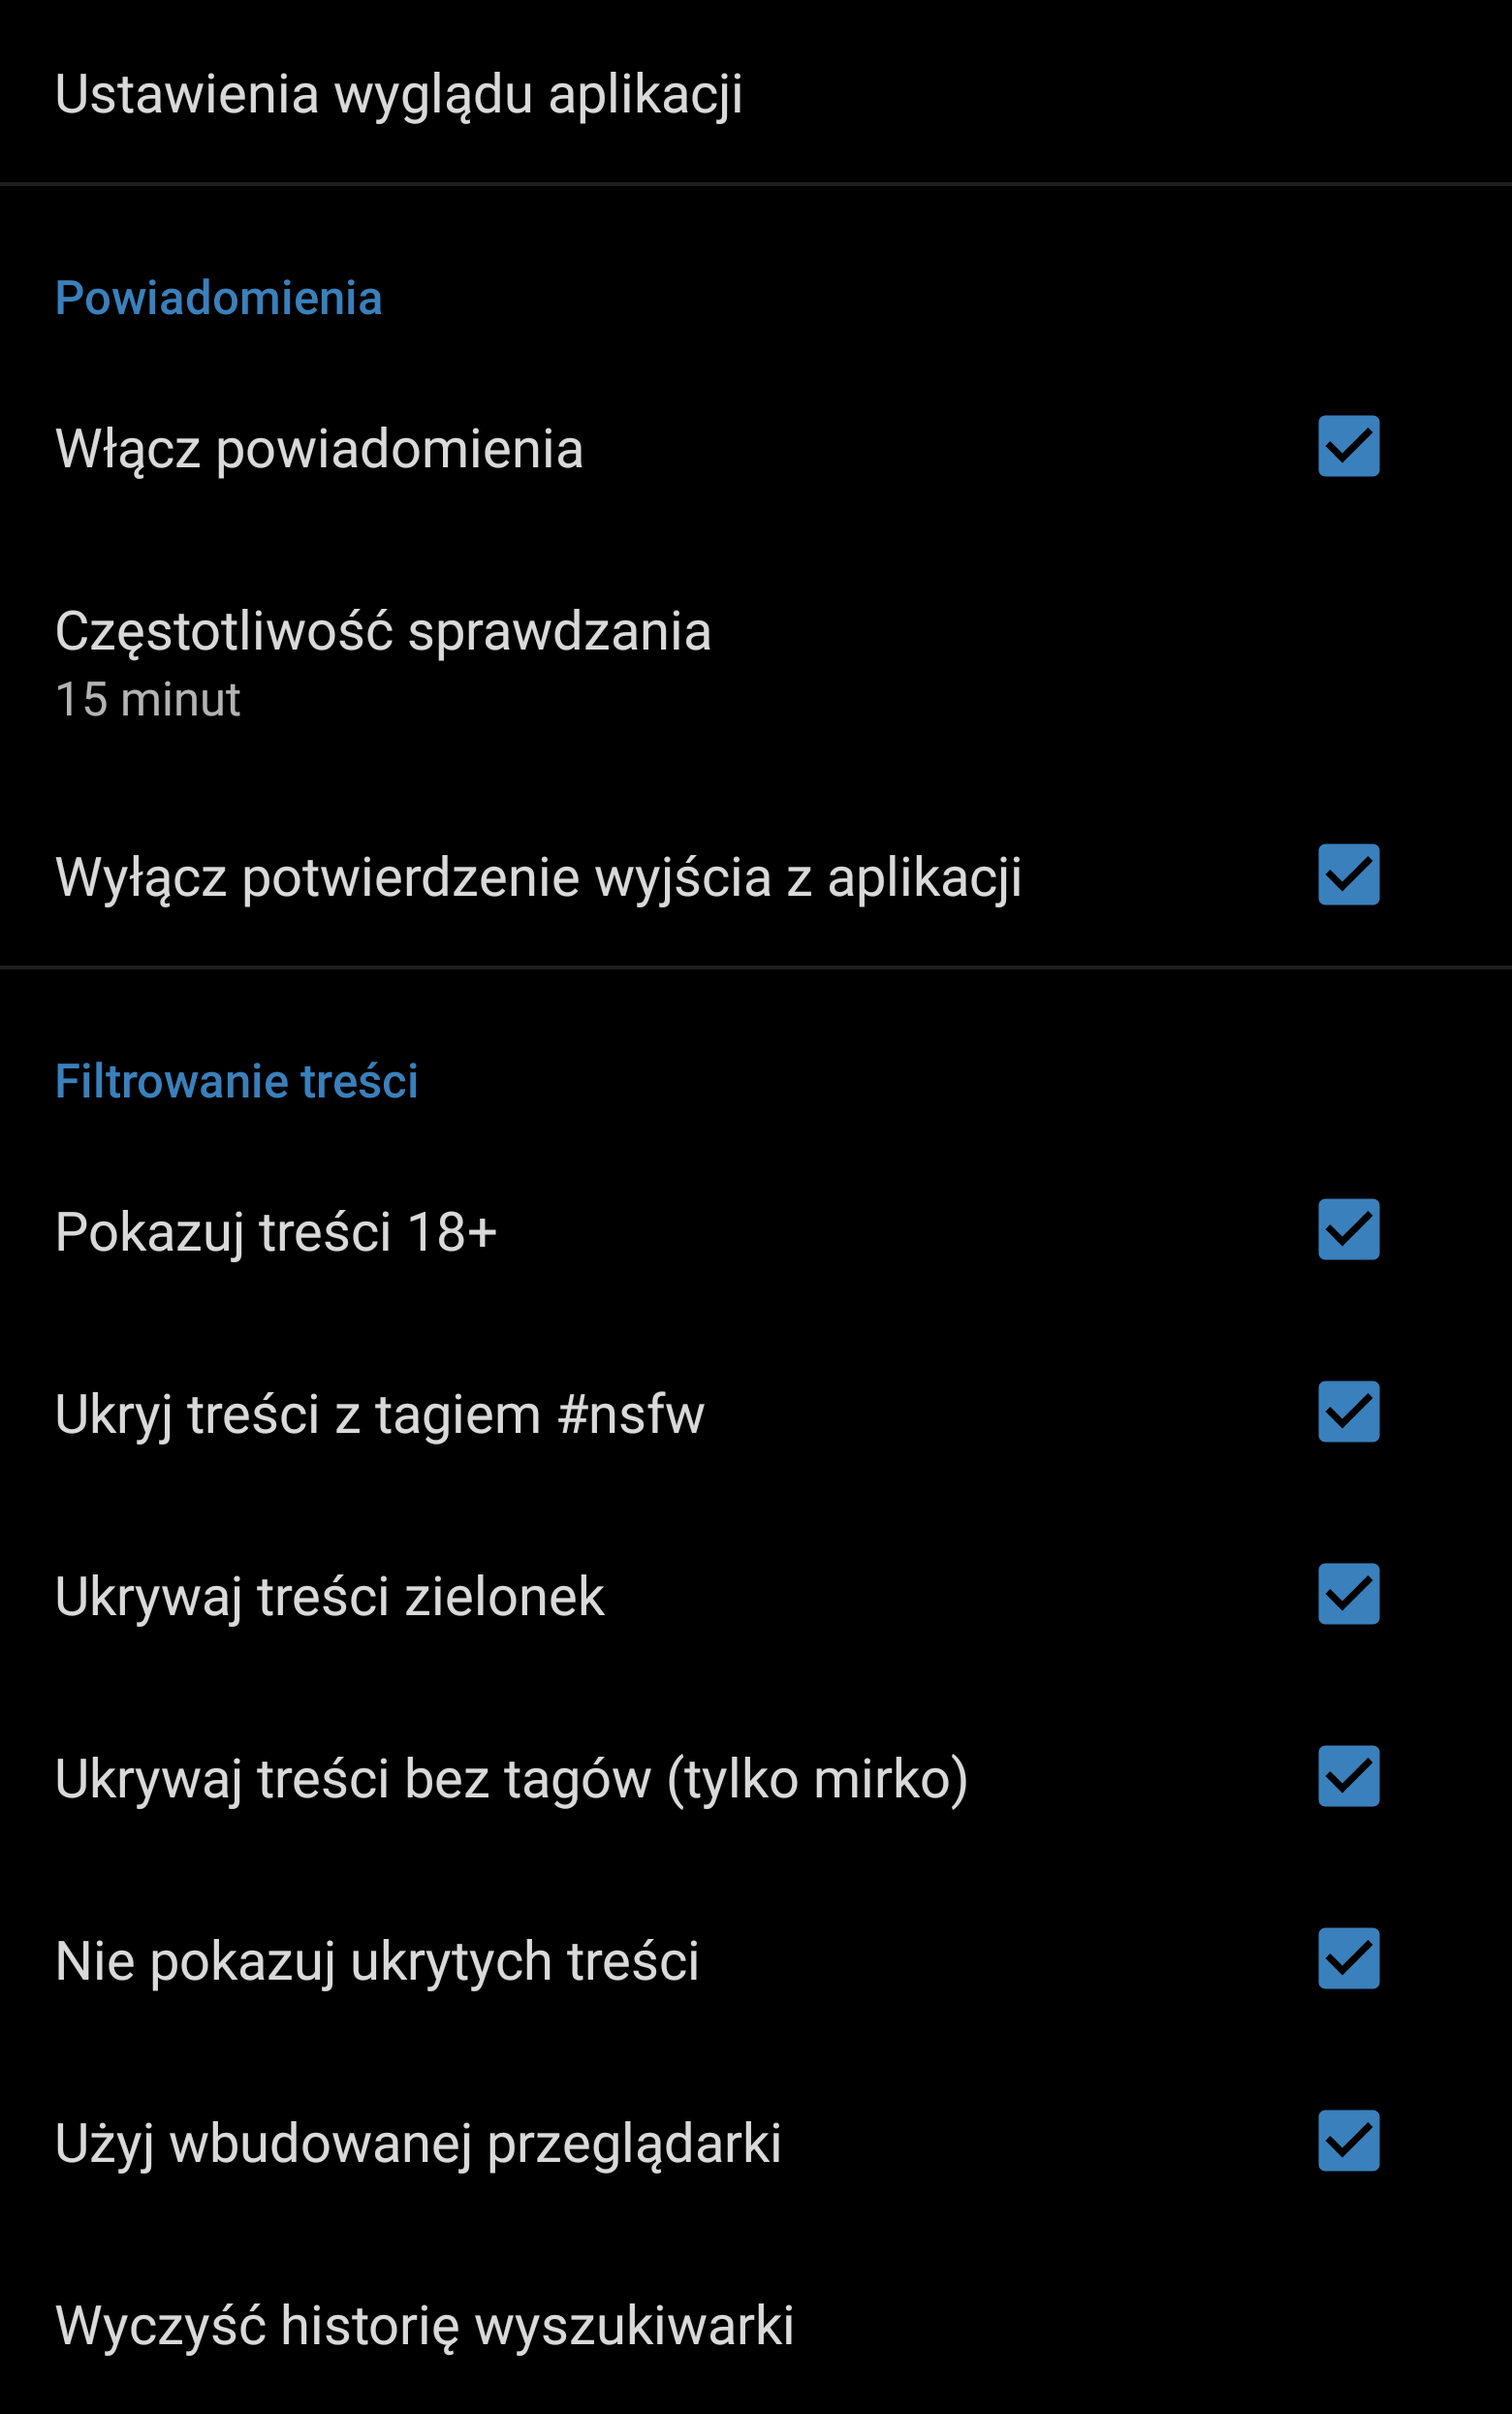 Ustawienia wyglądu aplikacji
Powiadomienia
Włącz powiadomienia
Częstotliwość sprawdzania
15 minut
Wyłącz potwierdzenie wyjścia z aplikacji
Filtrowanie treści
Pokazuj treści 18+
Ukryj treści z tagiem #nsfw
Ukrywaj treści zielonek
Ukrywaj treści bez tagów (tylko mirko)
Nie pokazuj ukrytych treści
Użyj wbudowanej przeglądarki
Wyczyść historię wyszukiwarki